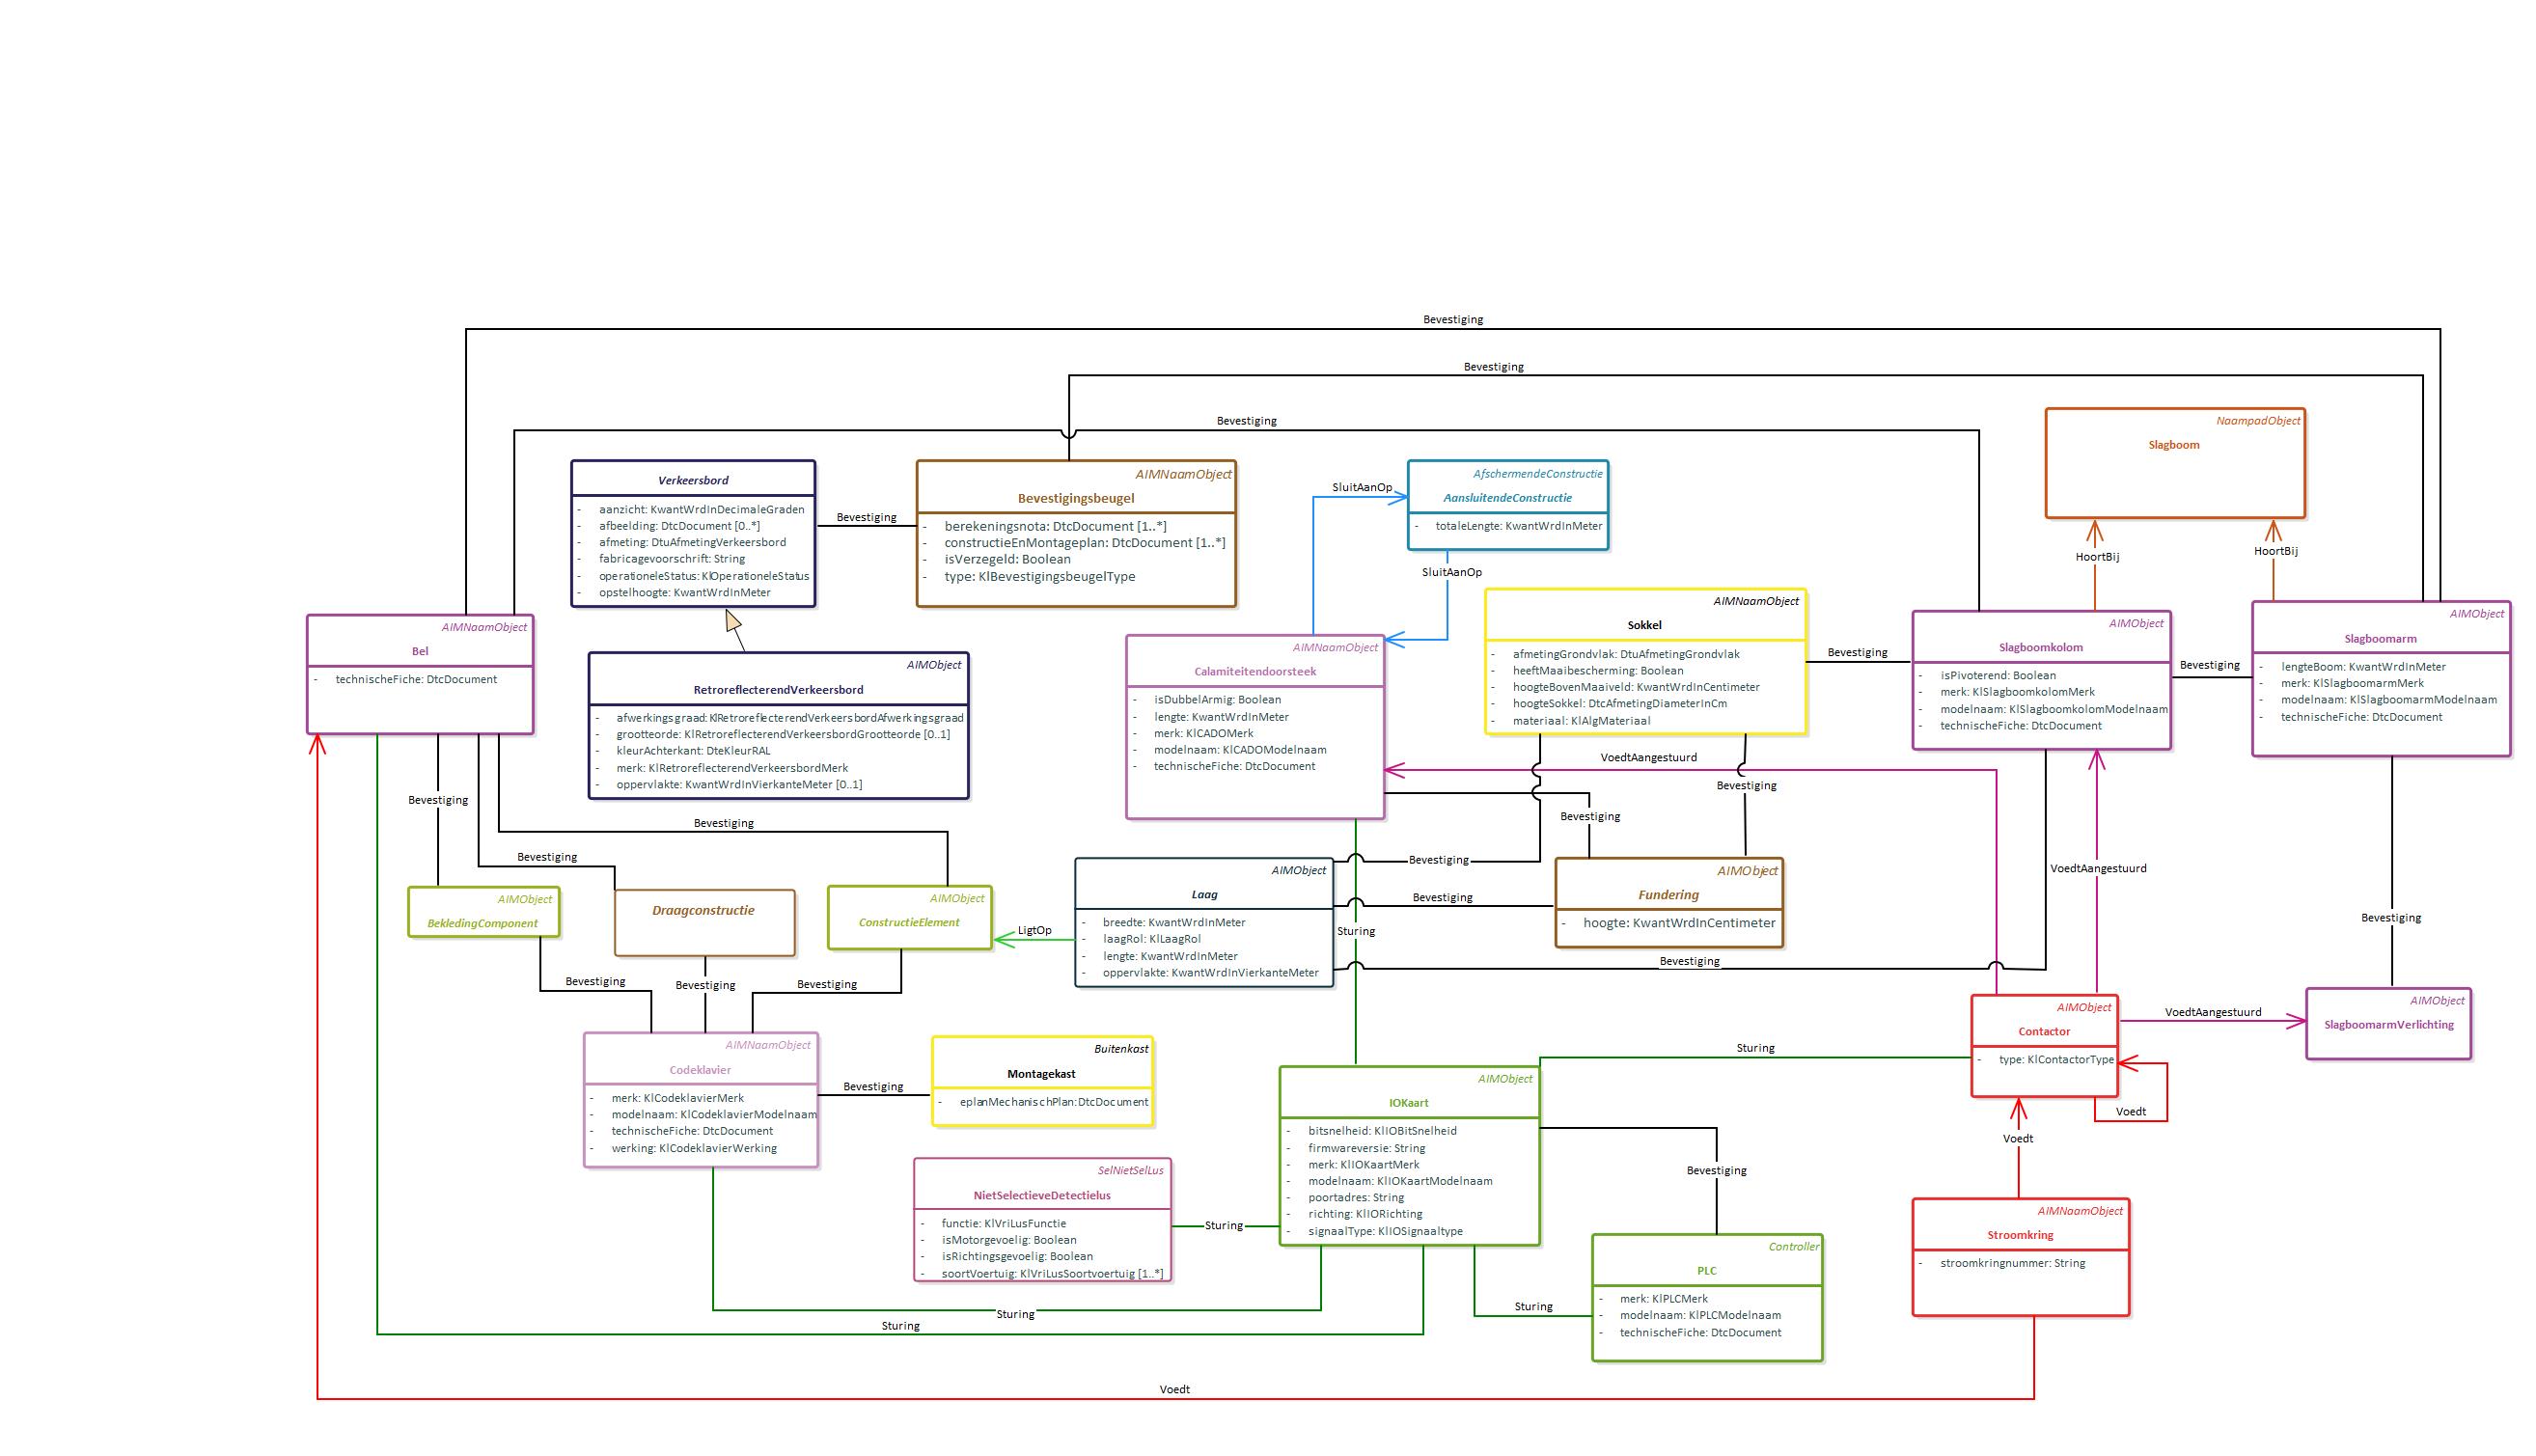 Bevestiging
Bevestiging
Bevestiging
NaampadObject
Slagboom
HoortBij
HoortBij
Verkeersbord
- aanzicht: KwantWrdInDecimaleGraden
- afbeelding: DtcDocument [0..*]
- afmeting: DtuAfmetingVerkeersbord
- fabricagevoorschrift: String
- operationeleStatus: KlOperationeleStatus
- opstelhoogte: KwantWrdInMeter
Bevestiging
AIMNaamObject
Bevestigingsbeugel
- berekeningsnota: DtcDocument [1..*]
- constructieEnMontageplan: DtcDocument [1..*]
- isVerzegeld: Boolean
- type: KlBevestigingsbeugelType
SluitAanOp
AfschermendeConstructie
AansluitendeConstructie
- totaleLengte: KwantWrdInMeter
SluitAanOp
AIMNaamObject
Bel
- technischeFiche: DtcDocument
AIMObject
RetroreflecterendVerkeersbord
- afwerkingsgraad: KlRetroreflecterendVerkeersbordAfwerkingsgraad
- grootteorde: KlRetroreflecterendVerkeersbordGrootteorde [0..1]
- kleurAchterkant: DteKleurRAL
- merk: KlRetroreflecterendVerkeersbordMerk
- oppervlakte: KwantWrdInVierkanteMeter [0..1]
AIMNaamObject
Calamiteitendoorsteek
- isDubbelArmig: Boolean
- lengte: KwantWrdInMeter
- merk: KlCADOMerk
- modelnaam: KlCADOModelnaam
- technischeFiche: DtcDocument
AIMNaamObject
Sokkel
- afmetingGrondvlak: DtuAfmetingGrondvlak
- heeftMaaibescherming: Boolean
- hoogteBovenMaaiveld: KwantWrdInCentimeter
- hoogteSokkel: DtcAfmetingDiameterInCm
- materiaal: KlAlgMateriaal
Bevestiging
AIMObject
Slagboomkolom
- isPivoterend: Boolean
- merk: KlSlagboomkolomMerk
- modelnaam: KlSlagboomkolomModelnaam
- technischeFiche: DtcDocument
Bevestiging
AIMObject
Slagboomarm
- lengteBoom: KwantWrdInMeter
- merk: KlSlagboomarmMerk
- modelnaam: KlSlagboomarmModelnaam
- technischeFiche: DtcDocument
VoedtAangestuurd
Bevestiging
Bevestiging
Bevestiging
Bevestiging
Bevestiging
Bevestiging
VoedtAangestuurd
AIMObject
BekledingComponent
Draagconstructie
AIMObject
ConstructieElement
LigtOp
AIMObject
Laag
- breedte: KwantWrdInMeter
- laagRol: KlLaagRol
- lengte: KwantWrdInMeter
- oppervlakte: KwantWrdInVierkanteMeter
Bevestiging
Sturing
AIMObject
Fundering
- hoogte: KwantWrdInCentimeter
Bevestiging
Bevestiging
Bevestiging
Bevestiging
Bevestiging
AIMNaamObject
Codeklavier
- merk: KlCodeklavierMerk
- modelnaam: KlCodeklavierModelnaam
- technischeFiche: DtcDocument
- werking: KlCodeklavierWerking
Bevestiging
Buitenkast
Montagekast
- eplanMechanischPlan:DtcDocument
AIMObject
Contactor
- type: KlContactorType
VoedtAangestuurd
AIMObject
SlagboomarmVerlichting
Sturing
Voedt
Voedt
AIMObject
IOKaart
- bitsnelheid: KlIOBitSnelheid
- firmwareversie: String
- merk: KlIOKaartMerk
- modelnaam: KlIOKaartModelnaam
- poortadres: String
- richting: KlIORichting
- signaalType: KlIOSignaaltype
Bevestiging
SelNietSelLus
NietSelectieveDetectielus
- functie: KlVriLusFunctie
- isMotorgevoelig: Boolean
- isRichtingsgevoelig: Boolean
- soortVoertuig: KlVriLusSoortvoertuig [1..*]
Sturing
AIMNaamObject
Stroomkring
- stroomkringnummer: String
Controller
PLC
- merk: KlPLCMerk
- modelnaam: KlPLCModelnaam
- technischeFiche: DtcDocument
Sturing
Sturing
Sturing
Voedt